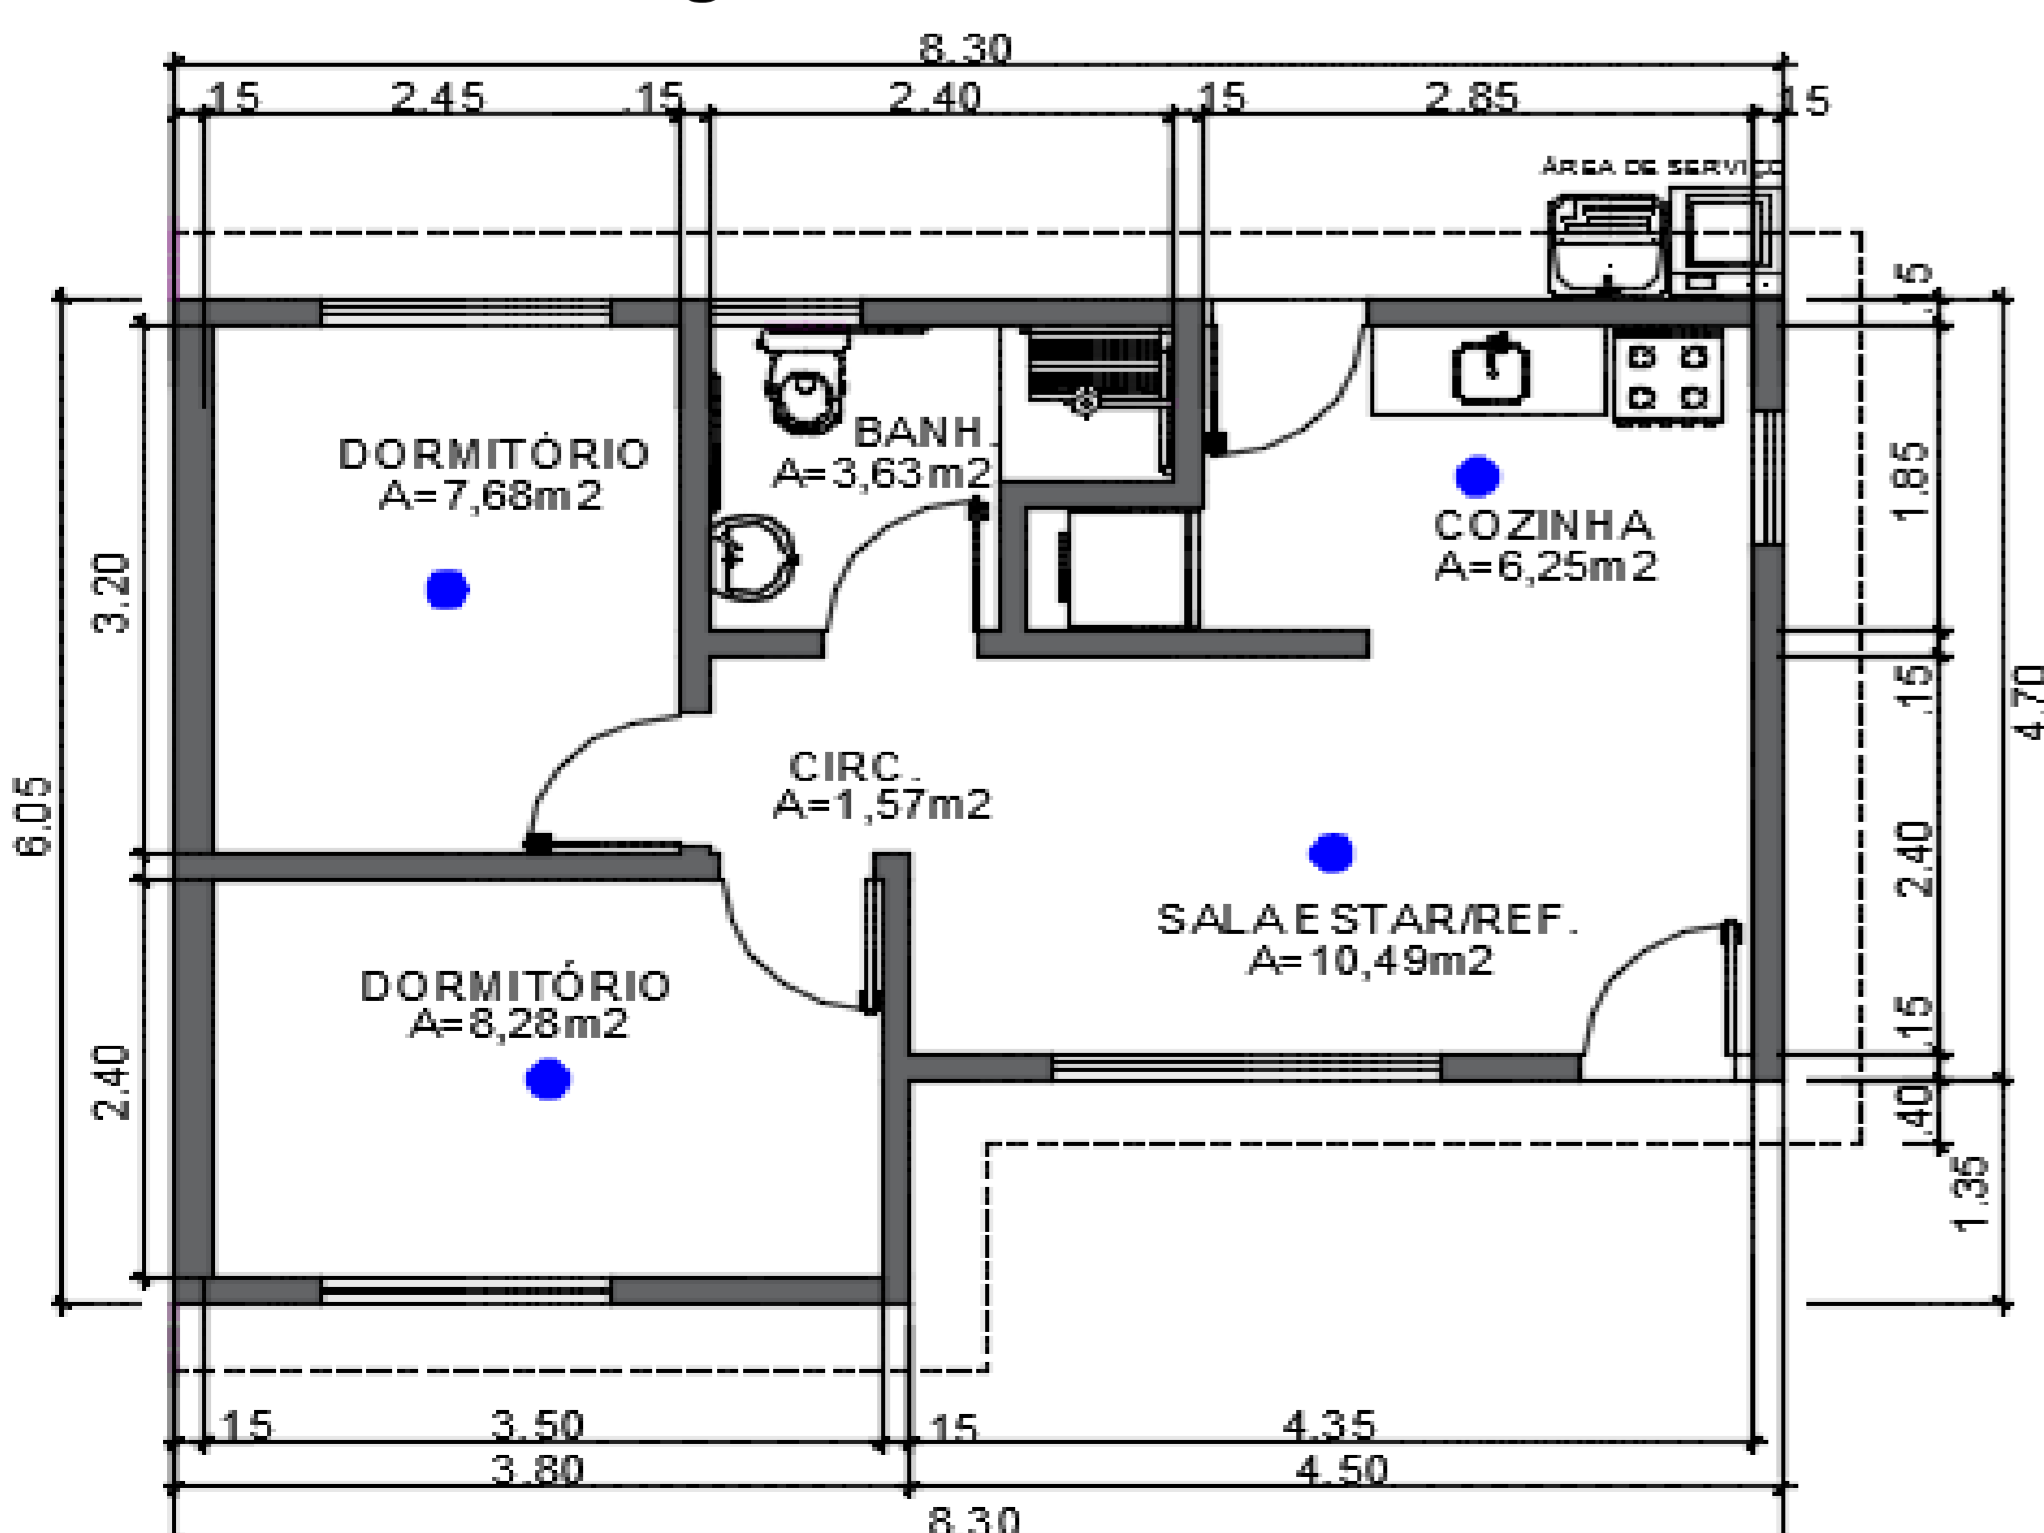 8.30
.15 2.45 .15 2.40 .15 2.85 15
ÁREA DE SERVIÇO
.15
BANH.
A=3,63m2
DORMITÓRIO
A=7,68m2
1.85
COZINHA
A=6,25m2
3.20
.15
4.70
CIRC.
A=1,57m2
6.05
2.40
SALA ESTAR/REF.
A=10,49m2
DORMITÓRIO
A=8,28m2
.15
2.40
.40
1.35
15 3.50 15 4.35
3.80 4.50
8.30